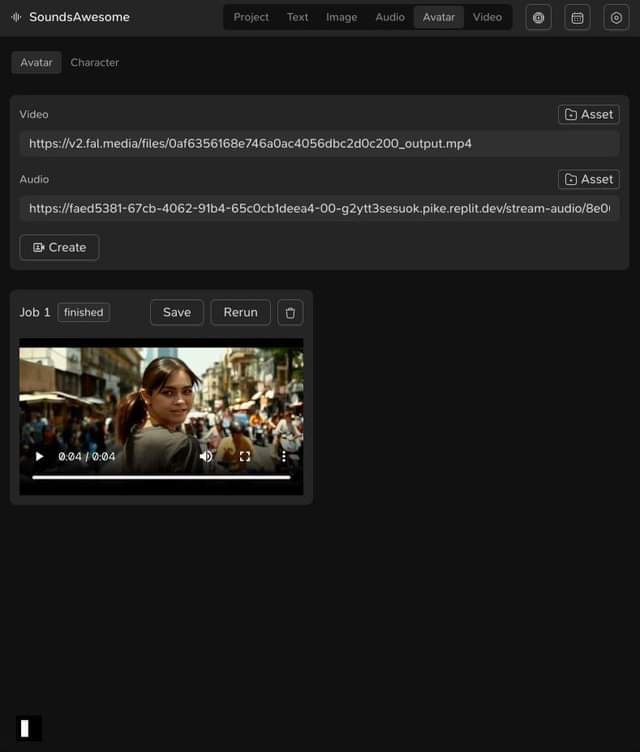 SoundsAwesome
Project Text Image Audio Avatar Video
Avatar Character
Video
Asset
https://v2.fal.media/files/0af6356168e746a0ac4056dbc2d0c200_output.mp4
Audio
Asset
https://faed5381-67cb-4062-91b4-65c0cb1deea4-00-g2ytt3sesuok.pike.replit.dev/stream-audio/8e0
Create
Job 1 finished Save Rerun
0:04 / 0:04